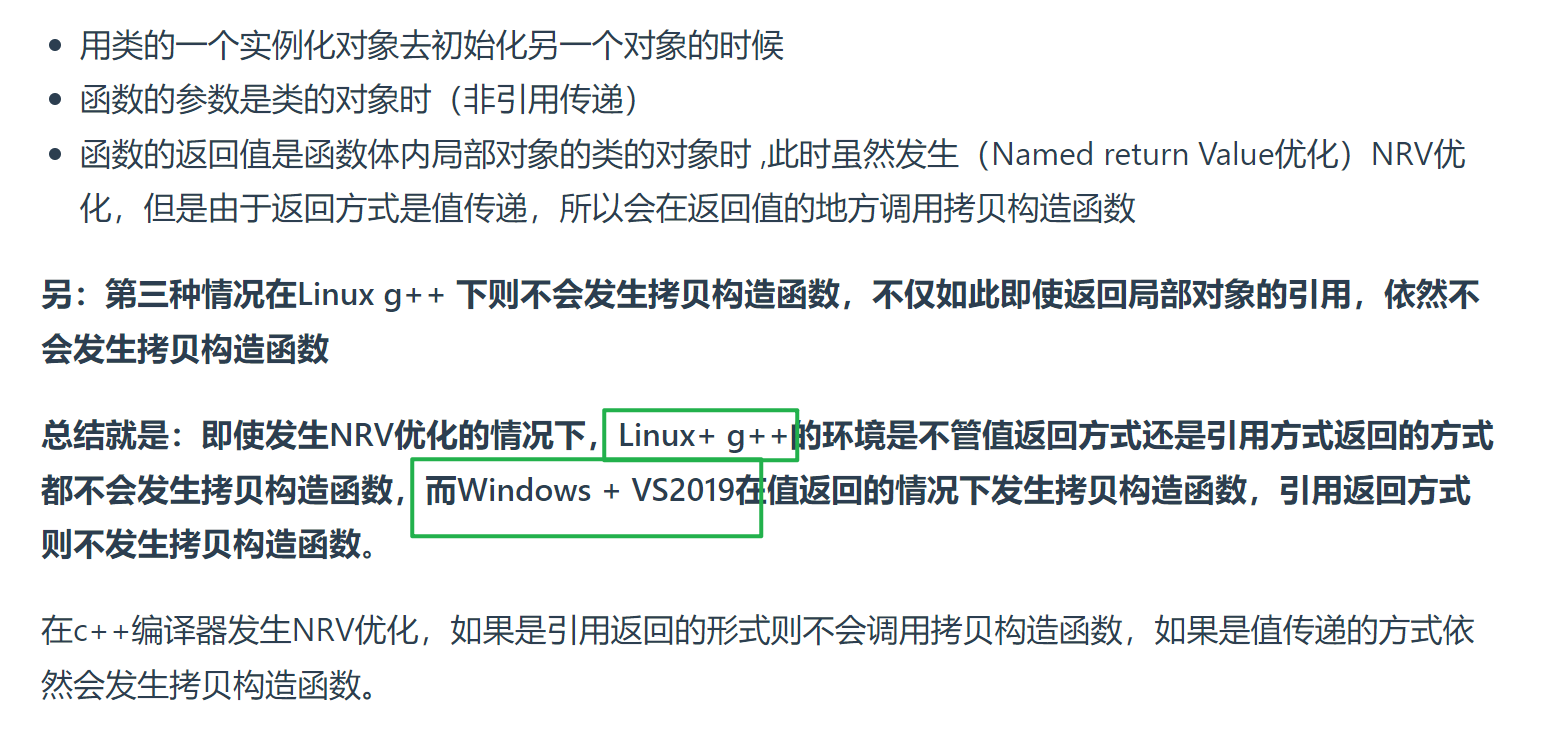 • 用类的一个实例化对象去初始化另一个对象的时候
• 函数的参数是类的对象时（非引用传递）
• 函数的返回值是函数体内局部对象的类的对象时 ,此时虽然发生（Named return Value优化）NRV优
化，但是由于返回方式是值传递，所以会在返回值的地方调用拷贝构造函数
另：第三种情况在Linux g++ 下则不会发生拷贝构造函数，不仅如此即使返回局部对象的引用，依然不
会发生拷贝构造函数
总结就是：即使发生NRV优化的情况下，Linux+ g++的环境是不管值返回方式还是引用方式返回的方式
都不会发生拷贝构造函数，而Windows + VS2019在值返回的情况下发生拷贝构造函数，引用返回方式
则不发生拷贝构造函数。
在c++编译器发生NRV优化，如果是引用返回的形式则不会调用拷贝构造函数，如果是值传递的方式依
然会发生拷贝构造函数。